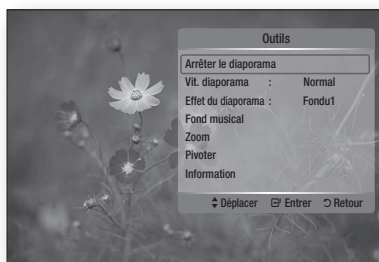 Outils
Arrêter le diaporama
Vit. diaporama : Normal
Effet du diaporama : Fondu1
Fond musical
Zoom
Pivoter
Information
Déplacer Entrer Retour